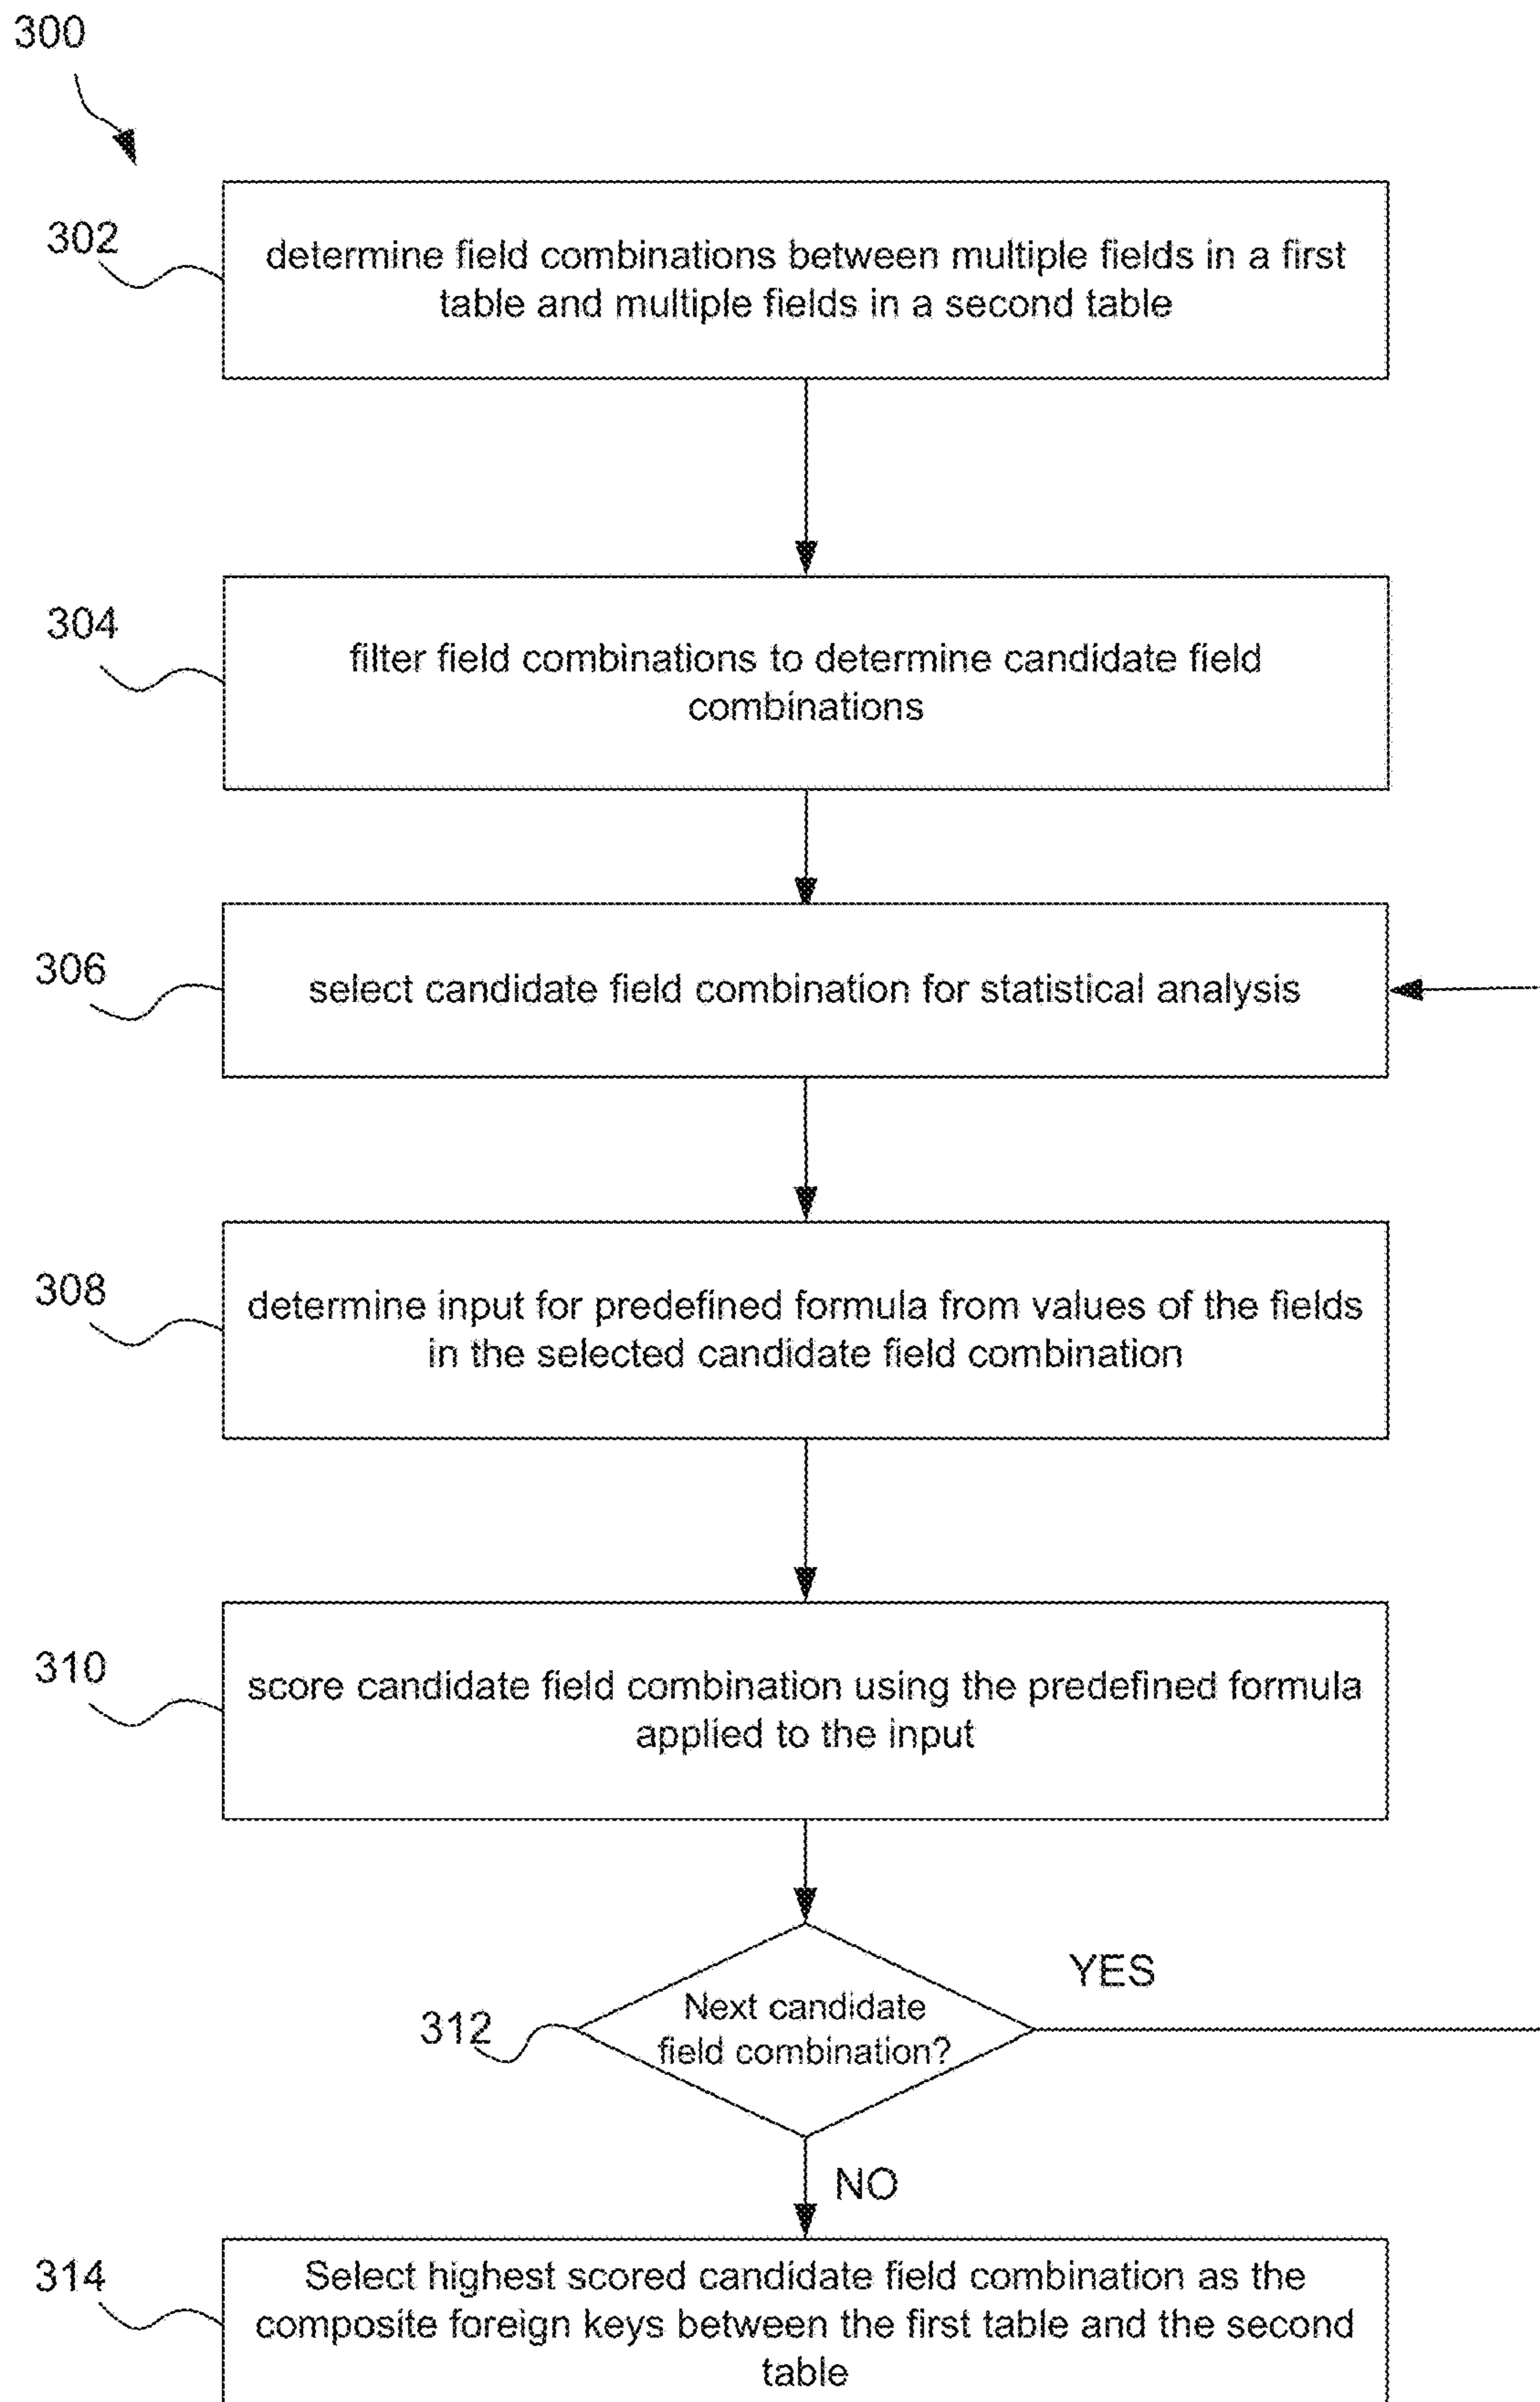 300
302
determine field combinations between multiple fields in a first
table and multiple fields in a second table
304
filter field combinations to determine candidate field
combinations
306
select candidate field combination for statistical analysis
308
determine input for predefined formula from values of the fields
in the selected candidate field combination
310
score candidate field combination using the predefined formula
applied to the input
YES
312
Next candidate
field combination?
NO
314
Select highest scored candidate field combination as the
composite foreign keys between the first table and the second
table